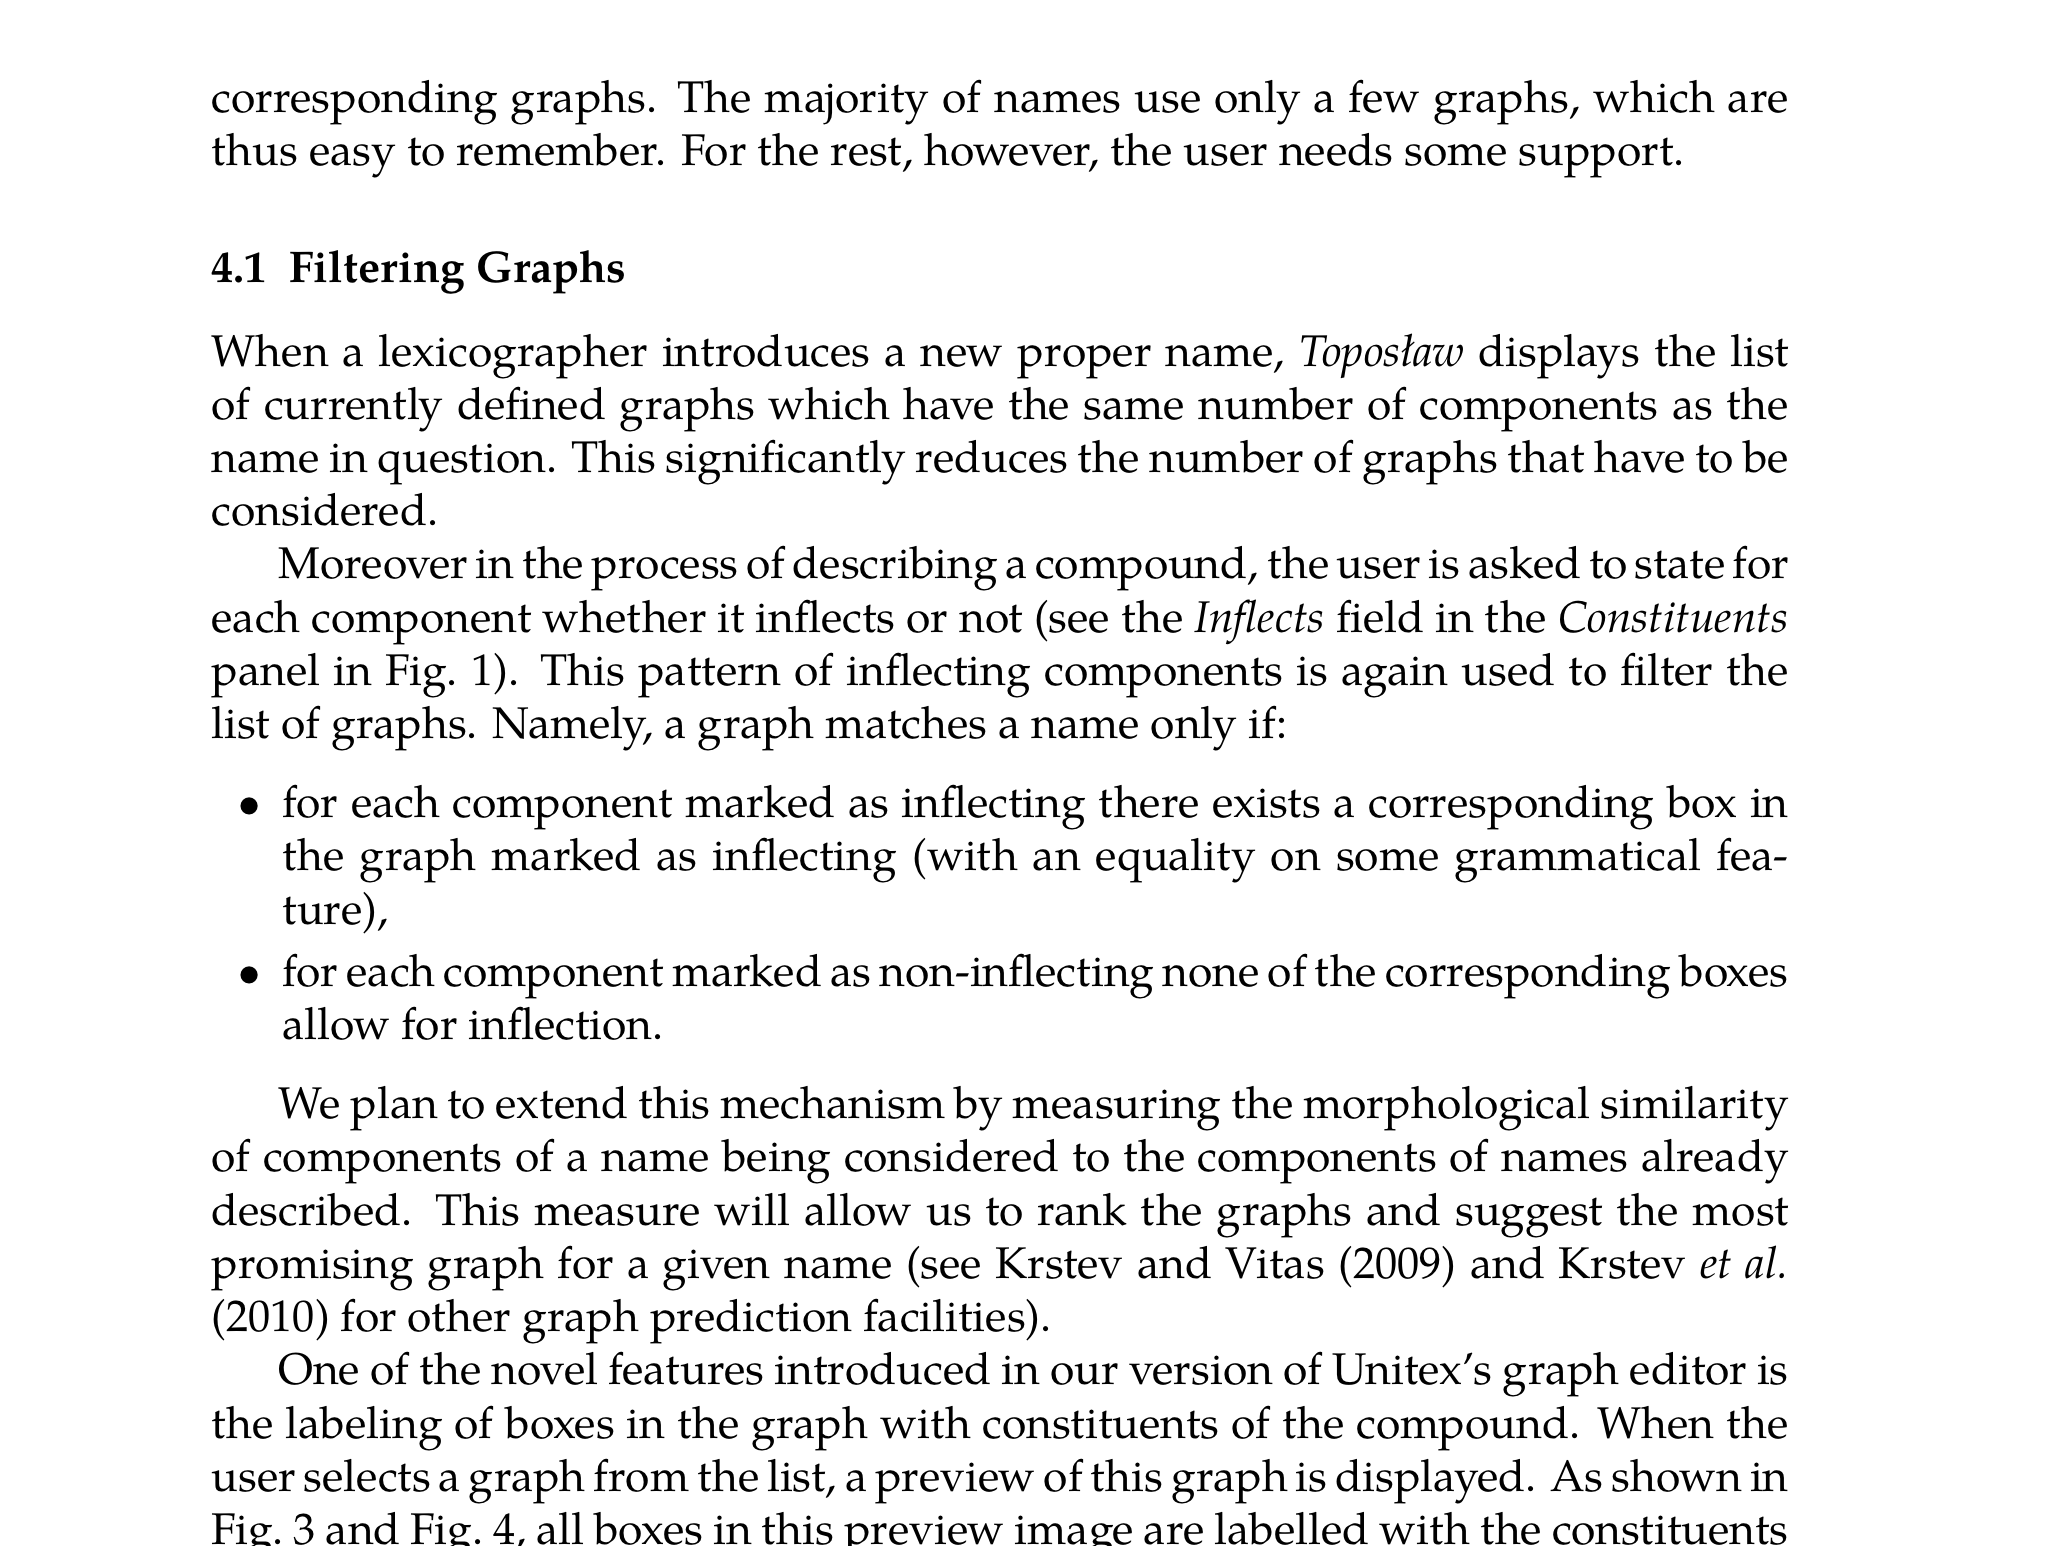 corresponding graphs. The majority of names use only a few graphs, which are
thus easy to remember. For the rest, however, the user needs some support.
4.1 Filtering Graphs
When a lexicographer introduces a new proper name, Toposław displays the list
of currently defined graphs which have the same number of components as the
name in question. This significantly reduces the number of graphs that have to be
considered.
Moreover in the process of describing a compound, the user is asked to state for
each component whether it inflects or not (see the Inflects field in the Constituents
panel in Fig. 1). This pattern of inflecting components is again used to filter the
list of graphs. Namely, a graph matches a name only if:
• for each component marked as inflecting there exists a corresponding box in
the graph marked as inflecting (with an equality on some grammatical fea-
ture),
• for each component marked as non-inflecting none of the corresponding boxes
allow for inflection.
We plan to extend this mechanism by measuring the morphological similarity
of components of a name being considered to the components of names already
described. This measure will allow us to rank the graphs and suggest the most
promising graph for a given name (see Krstev and Vitas (2009) and Krstev et al.
(2010) for other graph prediction facilities).
One of the novel features introduced in our version of Unitex's graph editor is
the labeling of boxes in the graph with constituents of the compound. When the
user selects a graph from the list, a preview of this graph is displayed. As shown in
Fig. 3 and Fig. 4, all boxes in this preview image are labelled with the constituents